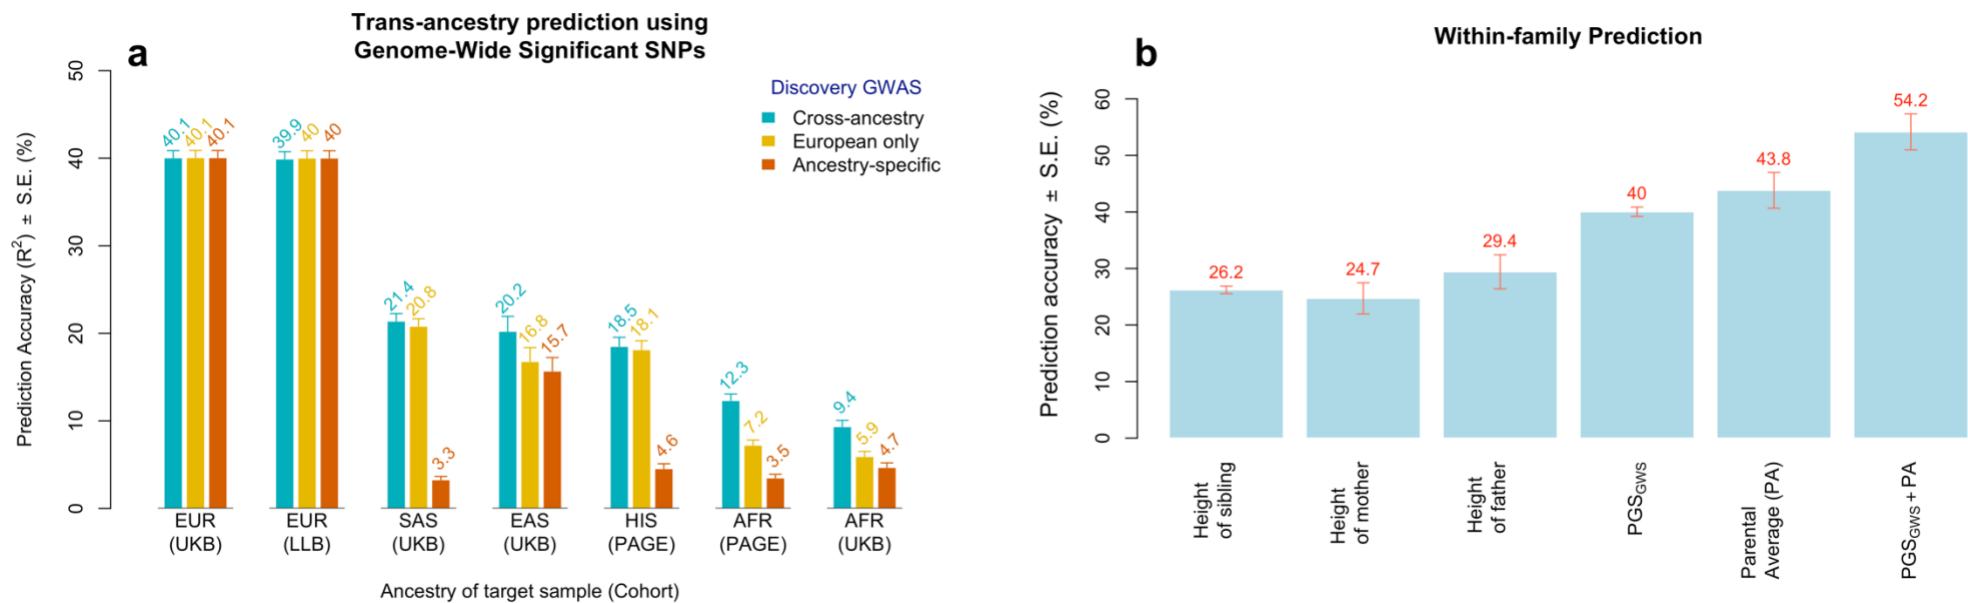 a
Trans-ancestry prediction using
Genome-Wide Significant SNPs
Prediction Accuracy (R²) ± S.E. (%)
50
40
30
20
10
0
Discovery GWAS
Cross-ancestry
European only
Ancestry-specific
40.1
40.1
40.1
39.9
40
40
21.4
20.8
3.3
20.2
16.8
15.7
18.5
18.1
4.6
12.3
7.2
3.5
9.4
5.9
4.7
EUR
(UKB)
EUR
(LLB)
SAS
(UKB)
EAS
(UKB)
HIS
(PAGE)
AFR
(PAGE)
AFR
(UKB)
Ancestry of target sample (Cohort)
b
Within-family Prediction
Prediction accuracy ± S.E. (%)
60
50
40
30
20
10
0
26.2
24.7
29.4
40
43.8
54.2
Height
of sibling
Height
of mother
Height
of father
PGS_GWS
Parental
Average (PA)
PGS_GWS + PA